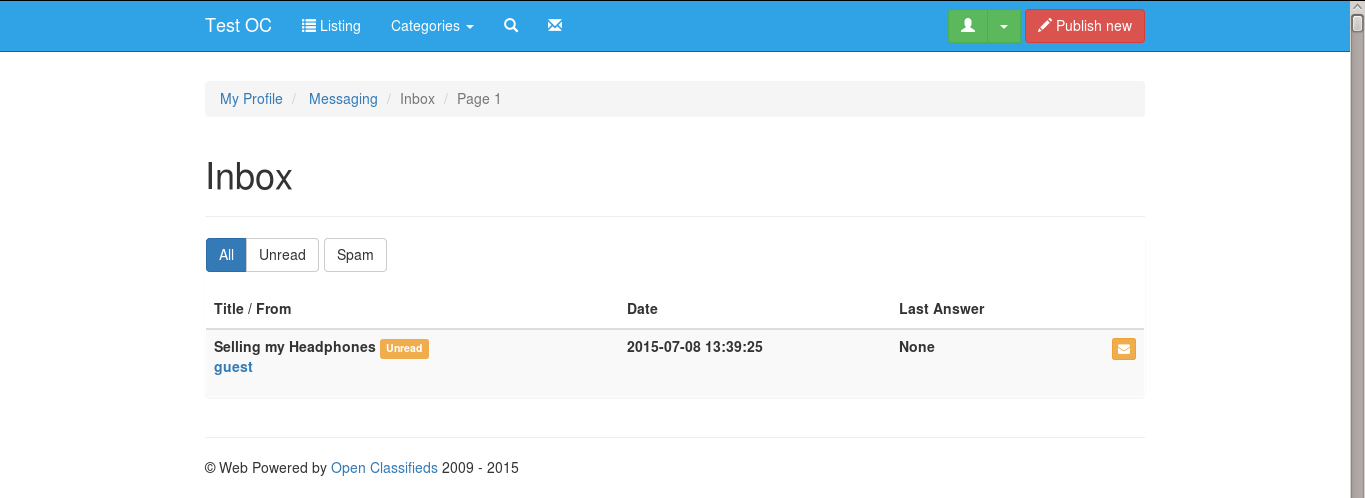 Test OC Listing Categories Publish new
My Profile / Messaging / Inbox / Page 1
Inbox
All Unread Spam
Title / From Date Last Answer
Selling my Headphones Unread 2015-07-08 13:39:25 None
guest
© Web Powered by Open Classifieds 2009 - 2015